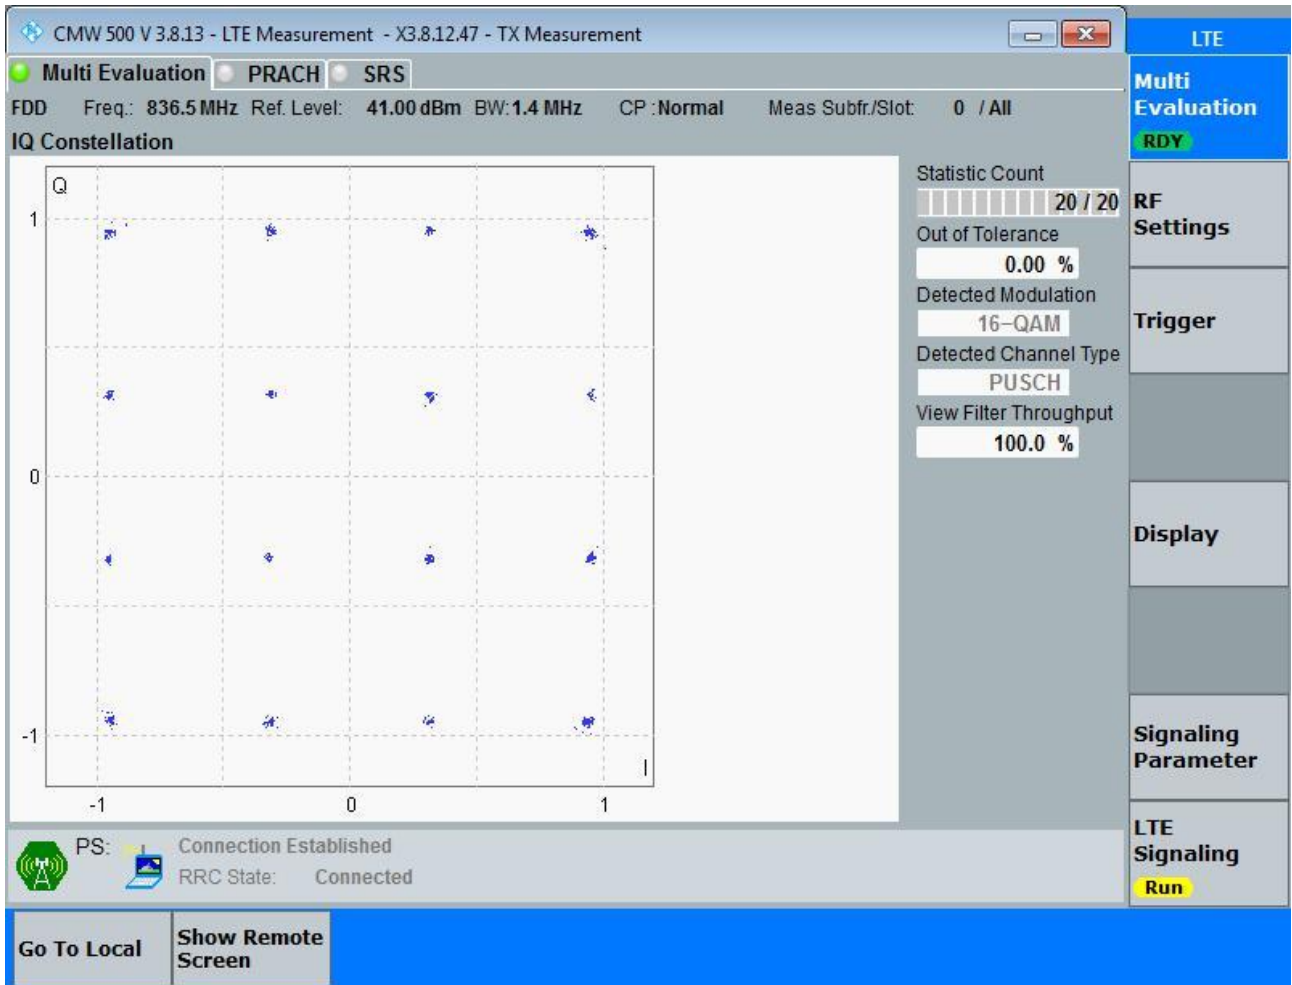 CMW 500 V 3.8.13 - LTE Measurement - X3.8.12.47 - TX Measurement
LTE
Multi Evaluation PRACH SRS
FDD Freq.: 836.5 MHz Ref. Level: 41.00 dBm BW: 1.4 MHz CP : Normal Meas Subfr./Slot: 0 / All
IQ Constellation
Q
1
0
-1
I
-1 0 1
Statistic Count
20 / 20
Out of Tolerance
0.00 %
Detected Modulation
16-QAM
Detected Channel Type
PUSCH
View Filter Throughput
100.0 %
Multi
Evaluation
RDY
RF
Settings
Trigger
Display
Signaling
Parameter
LTE
Signaling
Run
PS: Connection Established
RRC State: Connected
Go To Local
Show Remote
Screen